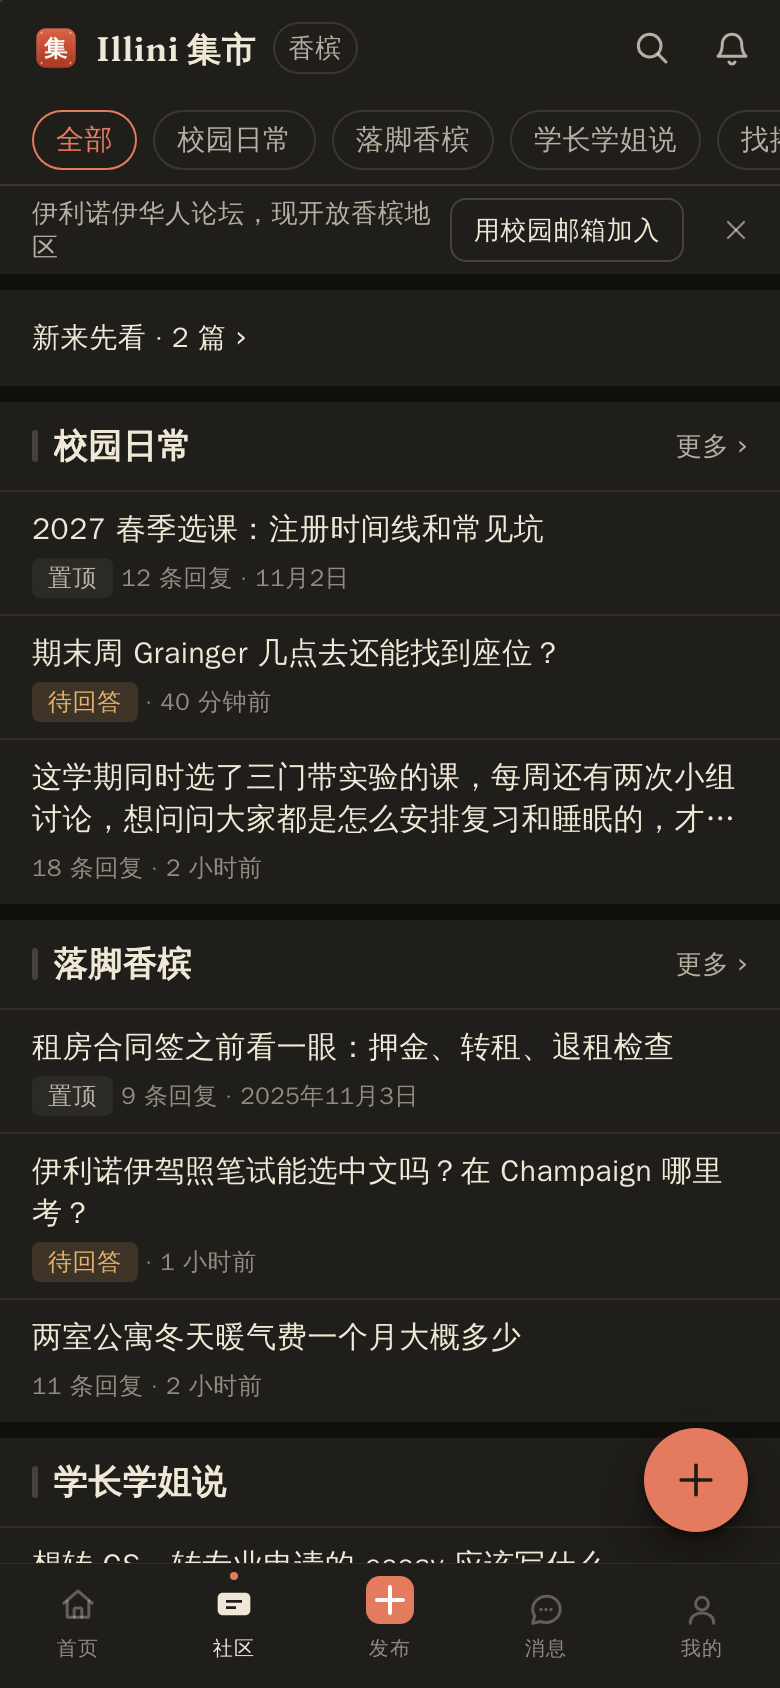 集 Illini 集市 香槟
全部 校园日常 落脚香槟 学长学姐说
伊利诺伊华人论坛，现开放香槟地
区
用校园邮箱加入
新来先看 · 2 篇 ›
校园日常 更多 ›
2027 春季选课：注册时间线和常见坑
置顶 12 条回复 · 11月2日
期末周 Grainger 几点去还能找到座位？
待回答 · 40 分钟前
这学期同时选了三门带实验的课，每周还有两次小组
讨论，想问问大家都是怎么安排复习和睡眠的，才…
18 条回复 · 2 小时前
落脚香槟 更多 ›
租房合同签之前看一眼：押金、转租、退租检查
置顶 9 条回复 · 2025年11月3日
伊利诺伊驾照笔试能选中文吗？在 Champaign 哪里
考？
待回答 · 1 小时前
两室公寓冬天暖气费一个月大概多少
11 条回复 · 2 小时前
学长学姐说
首页 社区 发布 消息 我的